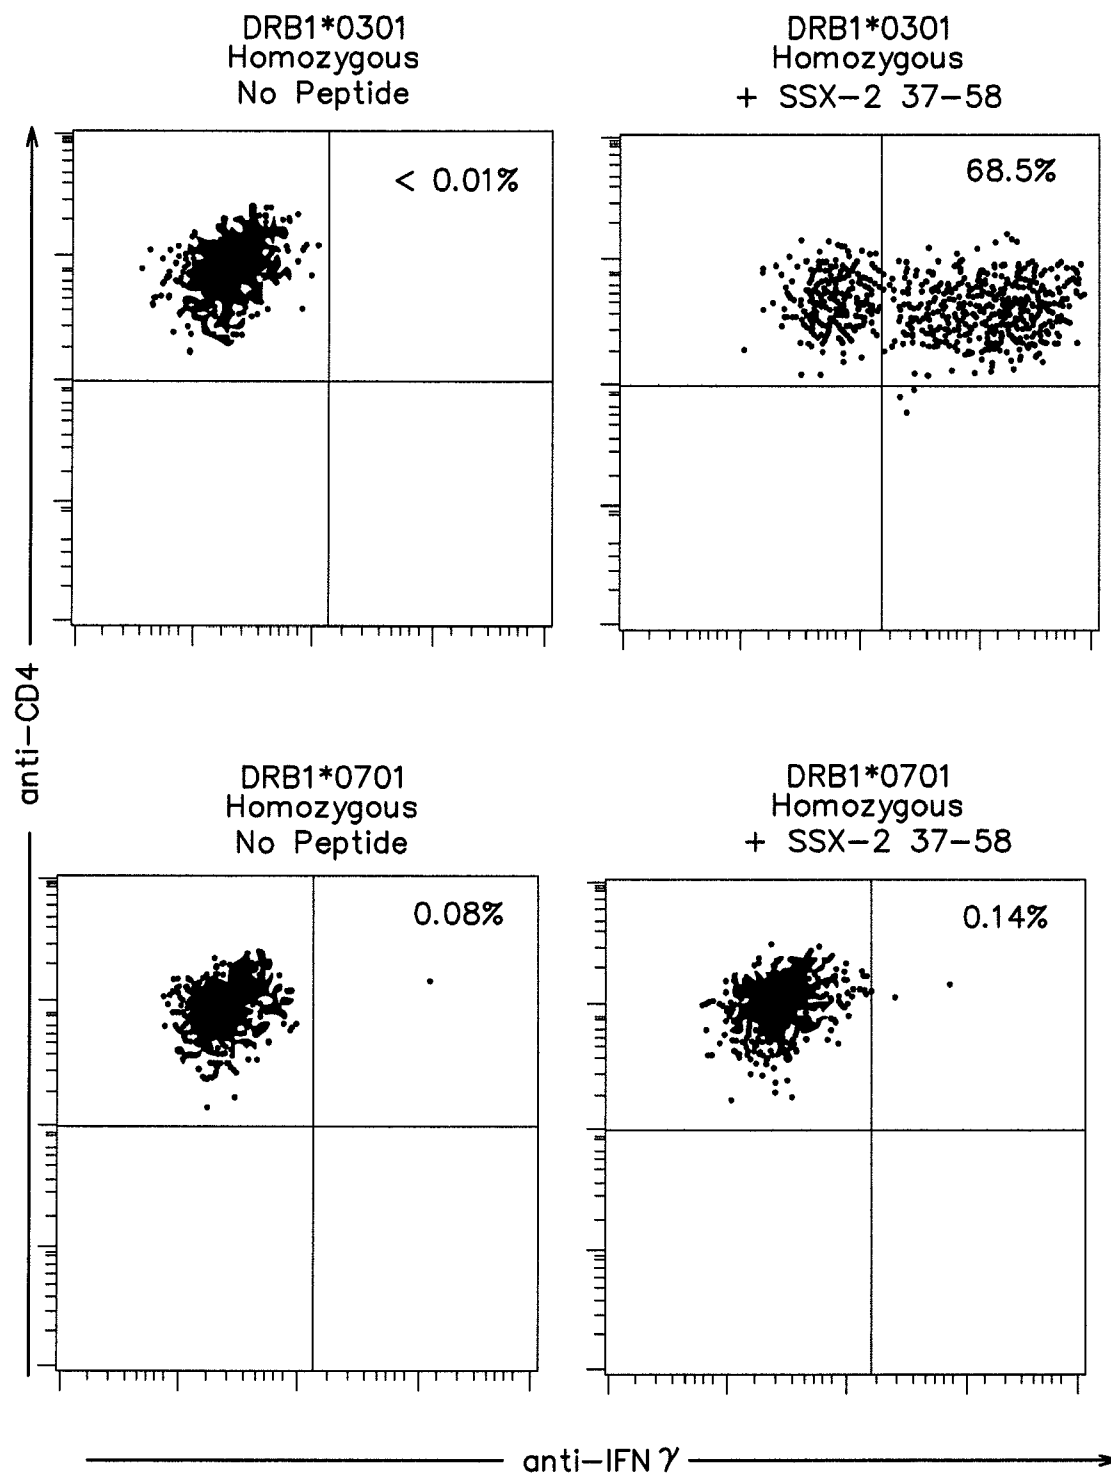 DRB1*0301
Homozygous
No Peptide
DRB1*0301
Homozygous
+ SSX-2 37-58
< 0.01%
68.5%
anti-CD4
DRB1*0701
Homozygous
No Peptide
DRB1*0701
Homozygous
+ SSX-2 37-58
0.08%
0.14%
anti-IFN γ